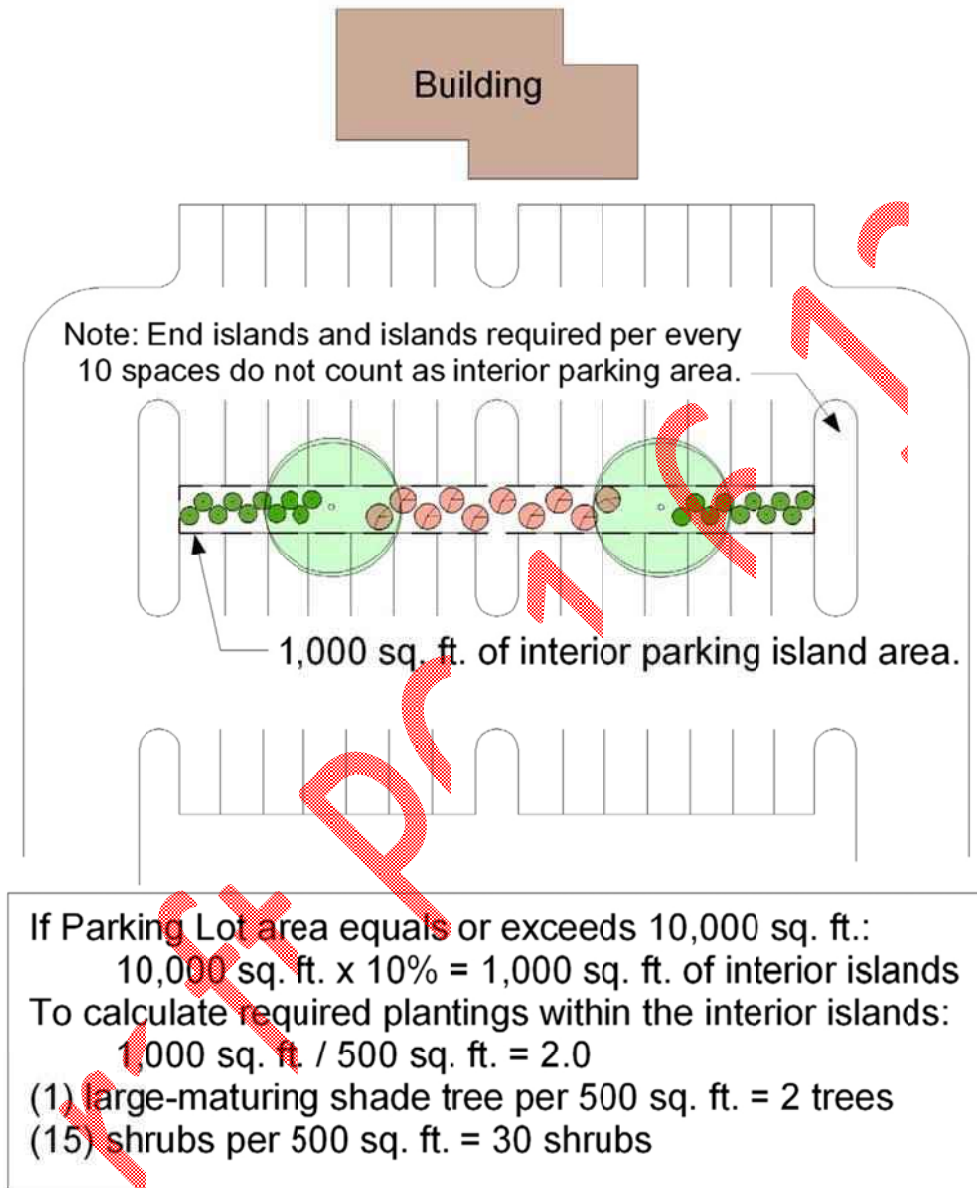 Building
Note: End islands and islands required per every
10 spaces do not count as interior parking area.
1,000 sq. ft. of interior parking island area.
If Parking Lot area equals or exceeds 10,000 sq. ft.:
10,000 sq. ft. x 10% = 1,000 sq. ft. of interior islands
To calculate required plantings within the interior islands:
1,000 sq. ft. / 500 sq. ft. = 2.0
(1) large-maturing shade tree per 500 sq. ft. = 2 trees
(15) shrubs per 500 sq. ft. = 30 shrubs